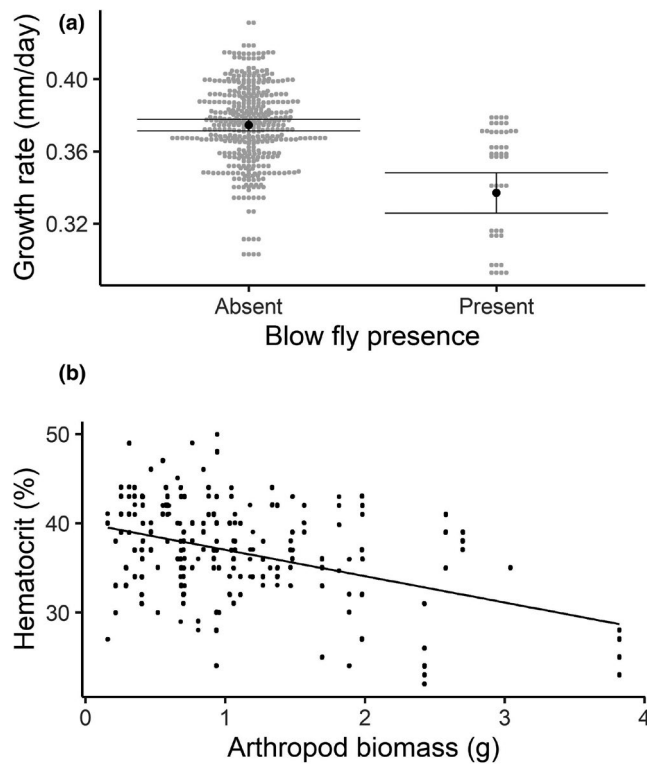 (a)
Growth rate (mm/day)
0.40
0.36
0.32
Absent
Present
Blow fly presence
(b)
Hematocrit (%)
50
40
30
0
1
2
3
4
Arthropod biomass (g)